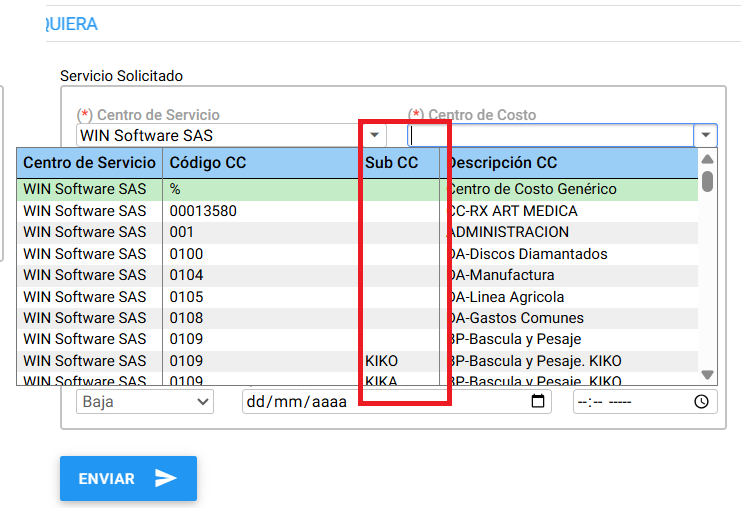 QUIERA
Servicio Solicitado
(*) Centro de Servicio (*) Centro de Costo
WIN Software SAS
Centro de Servicio Código CC Sub CC Descripción CC
WIN Software SAS % Centro de Costo Genérico
WIN Software SAS 00013580 CC-RX ART MEDICA
WIN Software SAS 001 ADMINISTRACION
WIN Software SAS 0100 DA-Discos Diamantados
WIN Software SAS 0104 DA-Manufactura
WIN Software SAS 0105 DA-Linea Agricola
WIN Software SAS 0108 DA-Gastos Comunes
WIN Software SAS 0109 BP-Bascula y Pesaje
WIN Software SAS 0109 KIKO BP-Bascula y Pesaje. KIKO
WIN Software SAS 0109 KIKA BP-Bascula y Pesaje. KIKO
Baja dd/mm/aaaa --:-- -----
ENVIAR